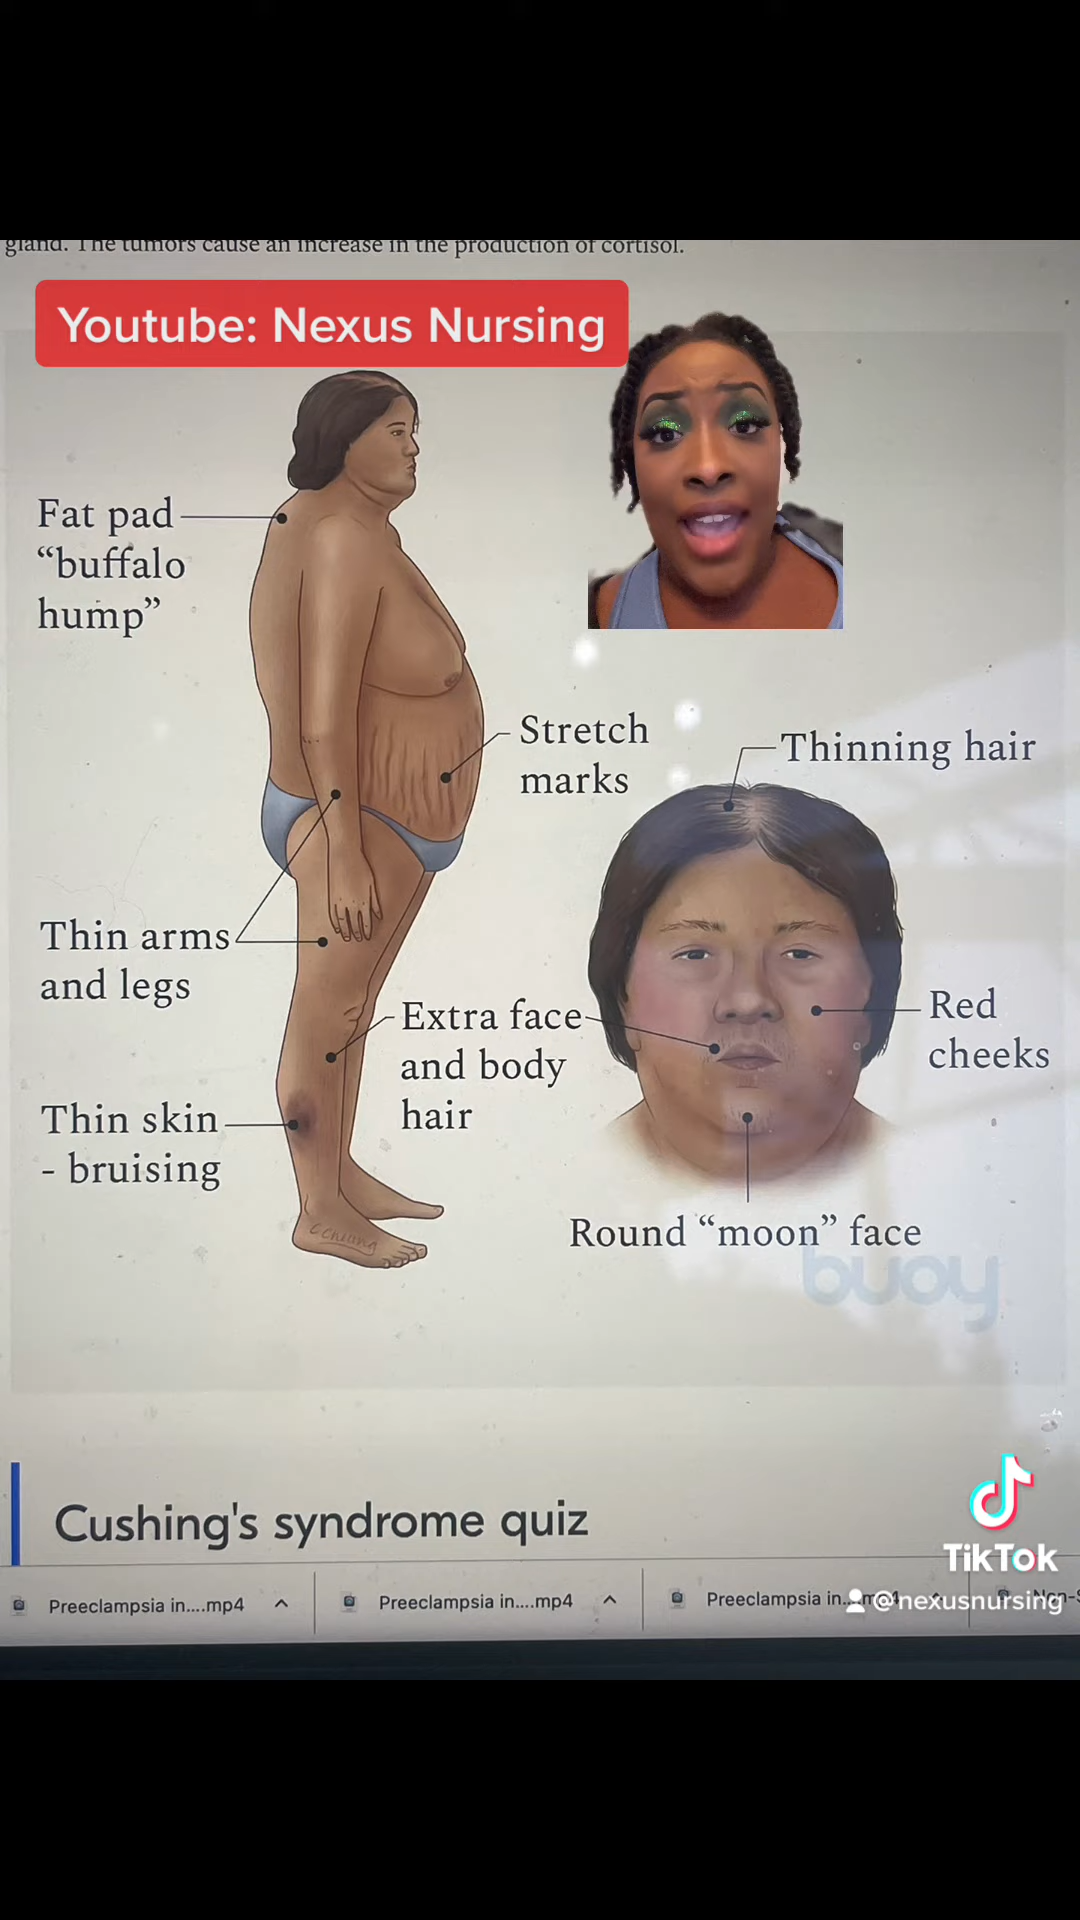 gland. The tumors cause an increase in the production of cortisol.
Youtube: Nexus Nursing
Fat pad
“buffalo
hump”
Stretch
marks
Thinning hair
Thin arms
and legs
Extra face
and body
hair
Red
cheeks
Thin skin
- bruising
Round “moon” face
CCheung
buoy
Cushing's syndrome quiz
TikTok
Preeclampsia in....mp4
Preeclampsia in....mp4
Preeclampsia in....mp4
@nexusnursing